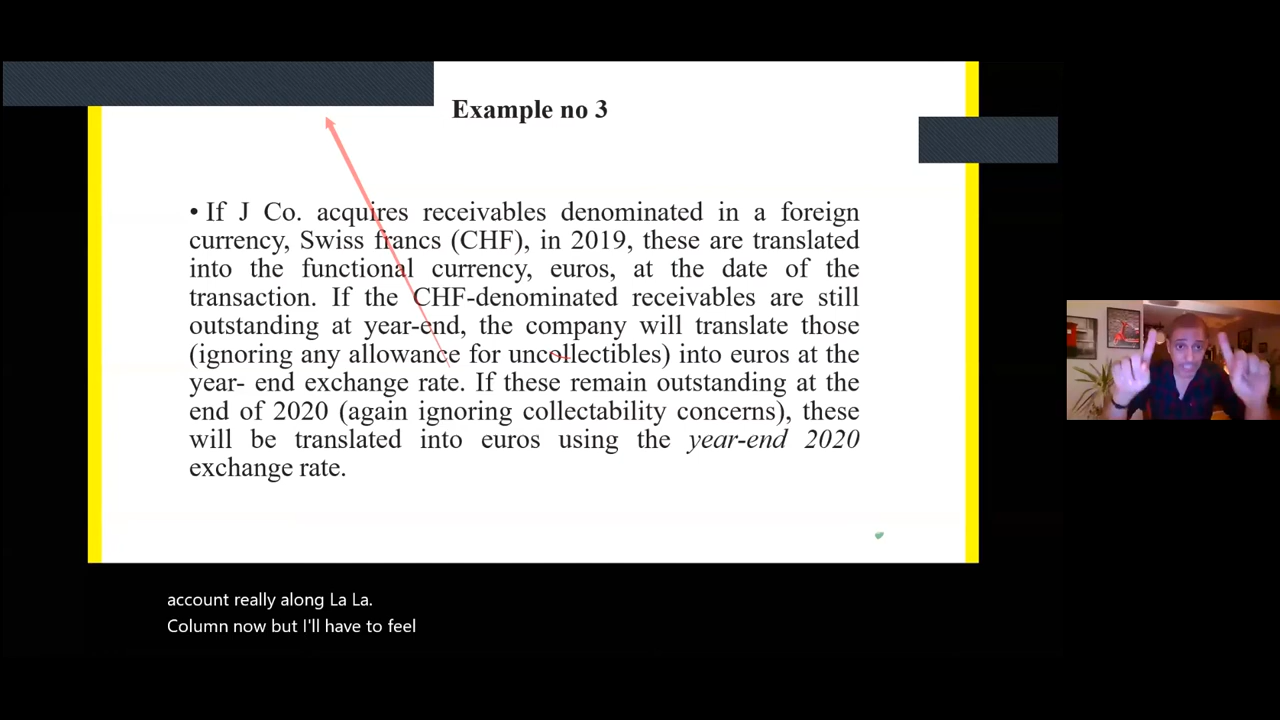 Example no 3
• If J Co. acquires receivables denominated in a foreign
currency, Swiss francs (CHF), in 2019, these are translated
into the functional currency, euros, at the date of the
transaction. If the CHF-denominated receivables are still
outstanding at year-end, the company will translate those
(ignoring any allowance for uncollectibles) into euros at the
year- end exchange rate. If these remain outstanding at the
end of 2020 (again ignoring collectability concerns), these
will be translated into euros using the year-end 2020
exchange rate.
account really along La La.
Column now but I'll have to feel